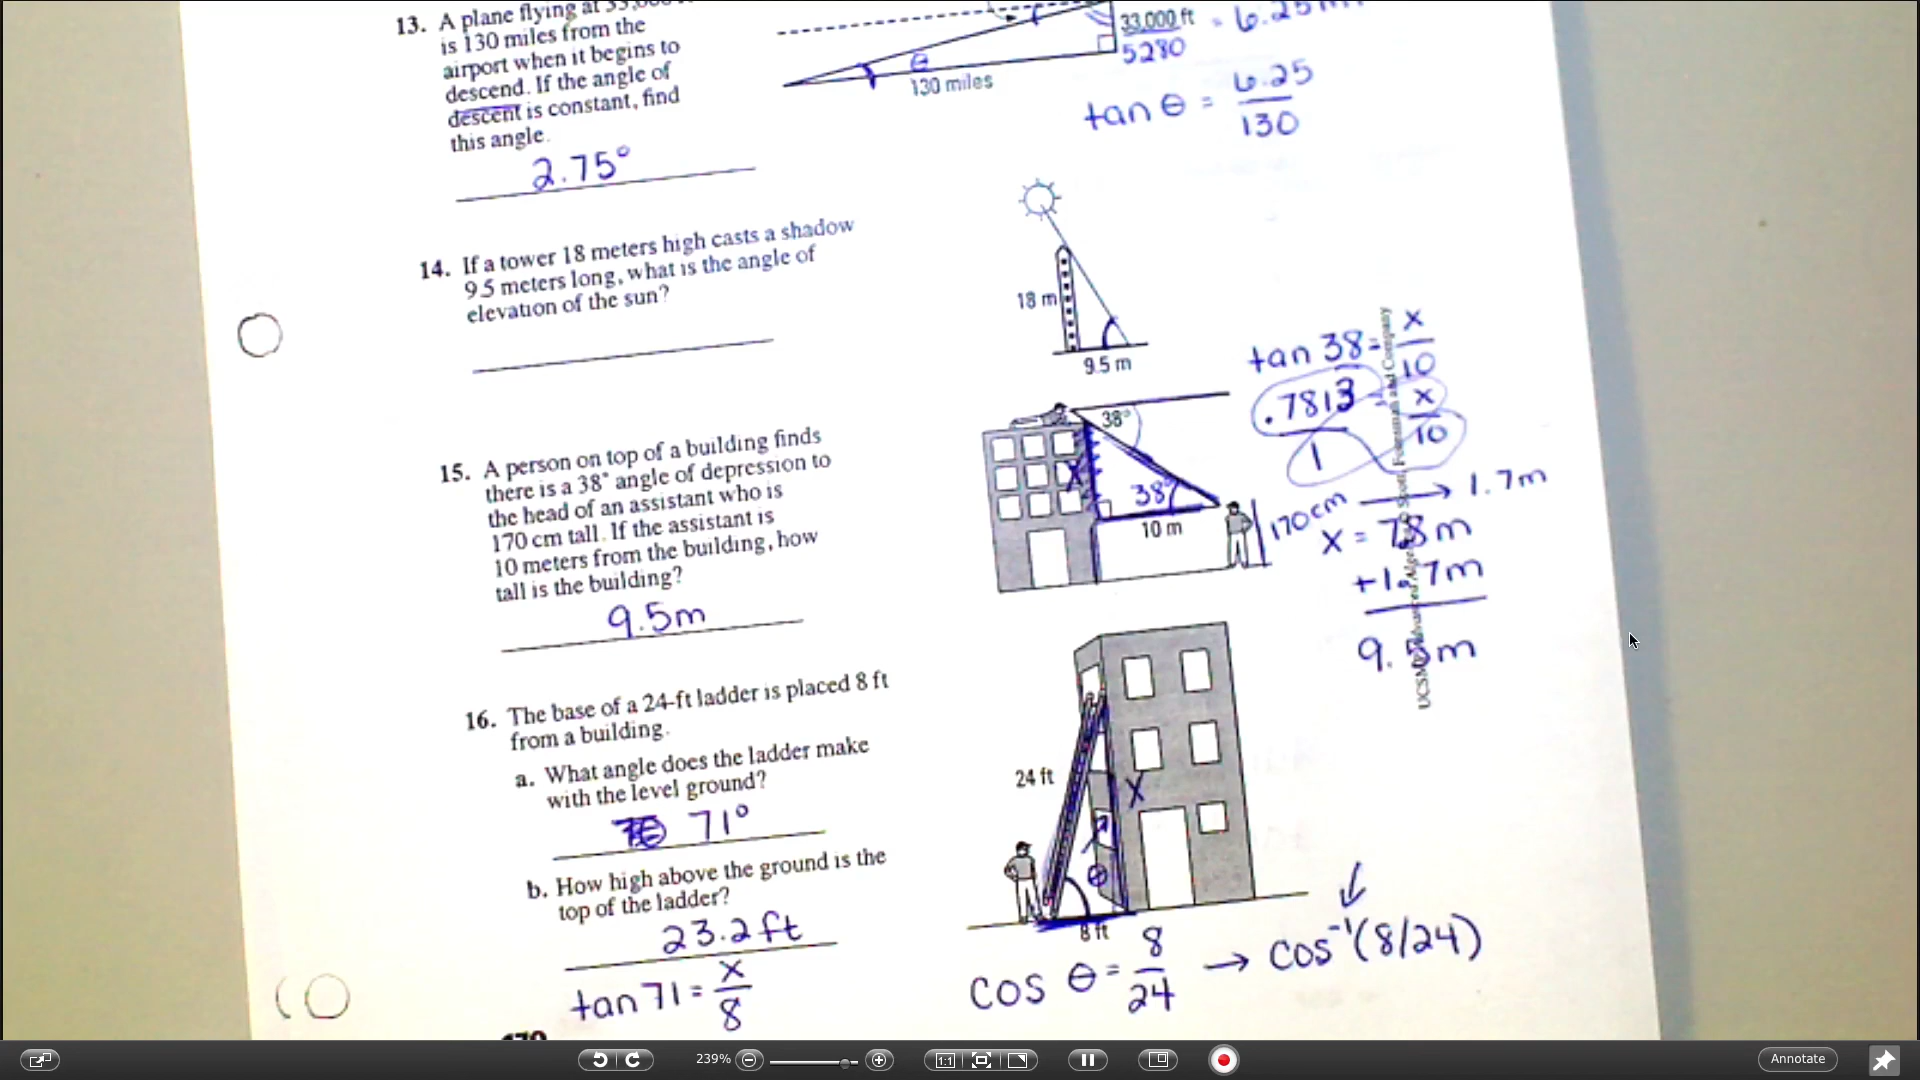 13. A plane flying at 33,000
is 130 miles from the
airport when it begins to
descend. If the angle of
descent is constant, find
this angle.
2.75°
θ
130 miles
33,000 ft = 6.25
5280
tan θ = 6.25
130
14. If a tower 18 meters high casts a shadow
9.5 meters long, what is the angle of
elevation of the sun?
18 m
9.5 m
15. A person on top of a building finds
there is a 38° angle of depression to
the head of an assistant who is
170 cm tall. If the assistant is
10 meters from the building, how
tall is the building?
9.5m
38°
X
38°
10 m
tan 38 = x
10
.7813 = x
1 10
170cm → 1.7m
x = 7.8m
+1.7m
9.5m
Scott, Foresman and Company
16. The base of a 24-ft ladder is placed 8 ft
from a building.
a. What angle does the ladder make
with the level ground?
71°
b. How high above the ground is the
top of the ladder?
23.2ft
tan 71 = x
8
24 ft
X
θ
8 ft
cos θ = 8
24
→ cos⁻¹(8/24)
239%
1:1
Annotate